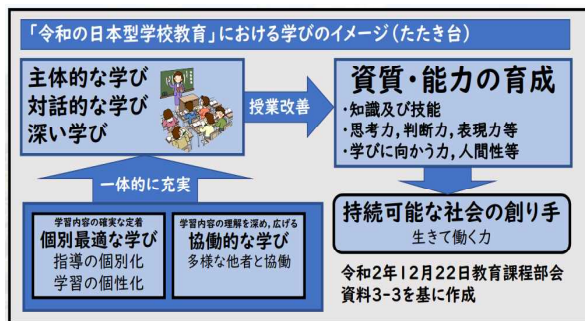 「令和の日本型学校教育」における学びのイメージ(たたき台)
主体的な学び
対話的な学び
深い学び
授業改善
資質・能力の育成
・知識及び技能
・思考力,判断力,表現力等
・学びに向かう力,人間性等
一体的に充実
学習内容の確実な定着
個別最適な学び
指導の個別化
学習の個性化
学習内容の理解を深め,広げる
協働的な学び
多様な他者と協働
持続可能な社会の創り手
生きて働く力
令和2年12月22日教育課程部会
資料3-3を基に作成